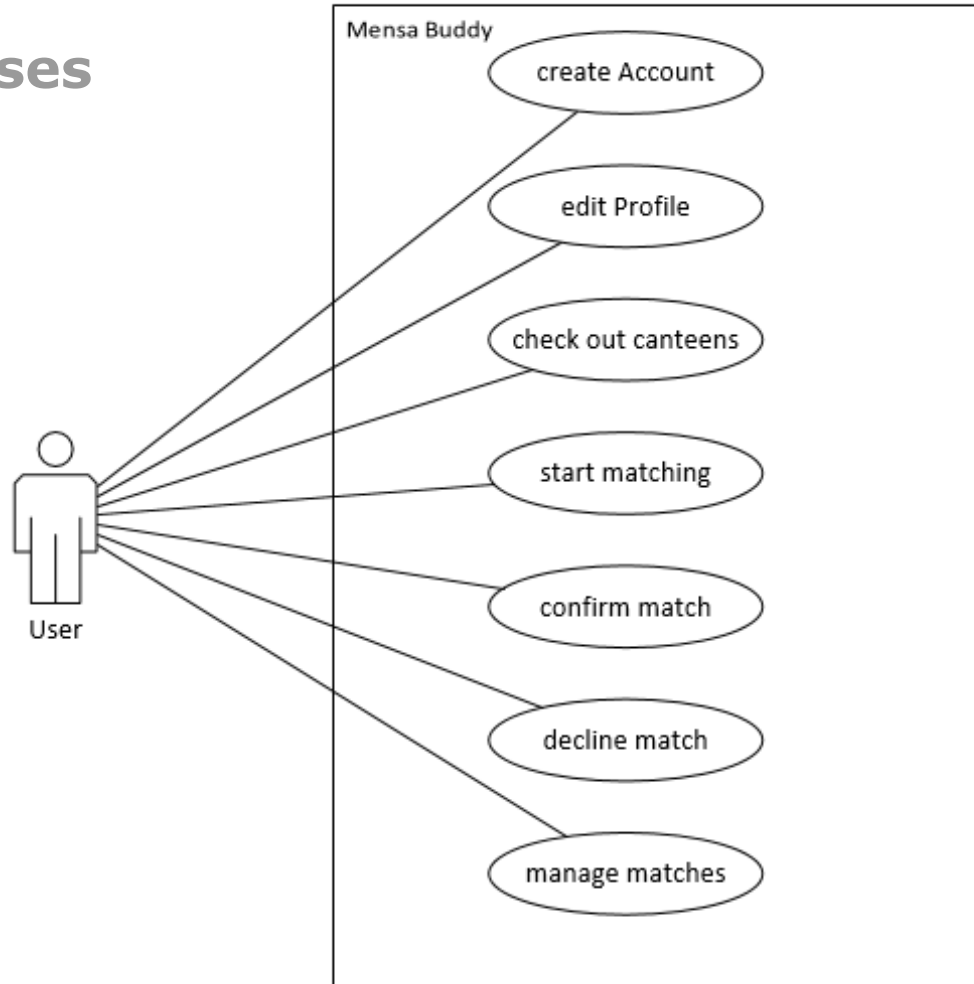 ses
Mensa Buddy
create Account
edit Profile
check out canteens
start matching
confirm match
decline match
manage matches
User